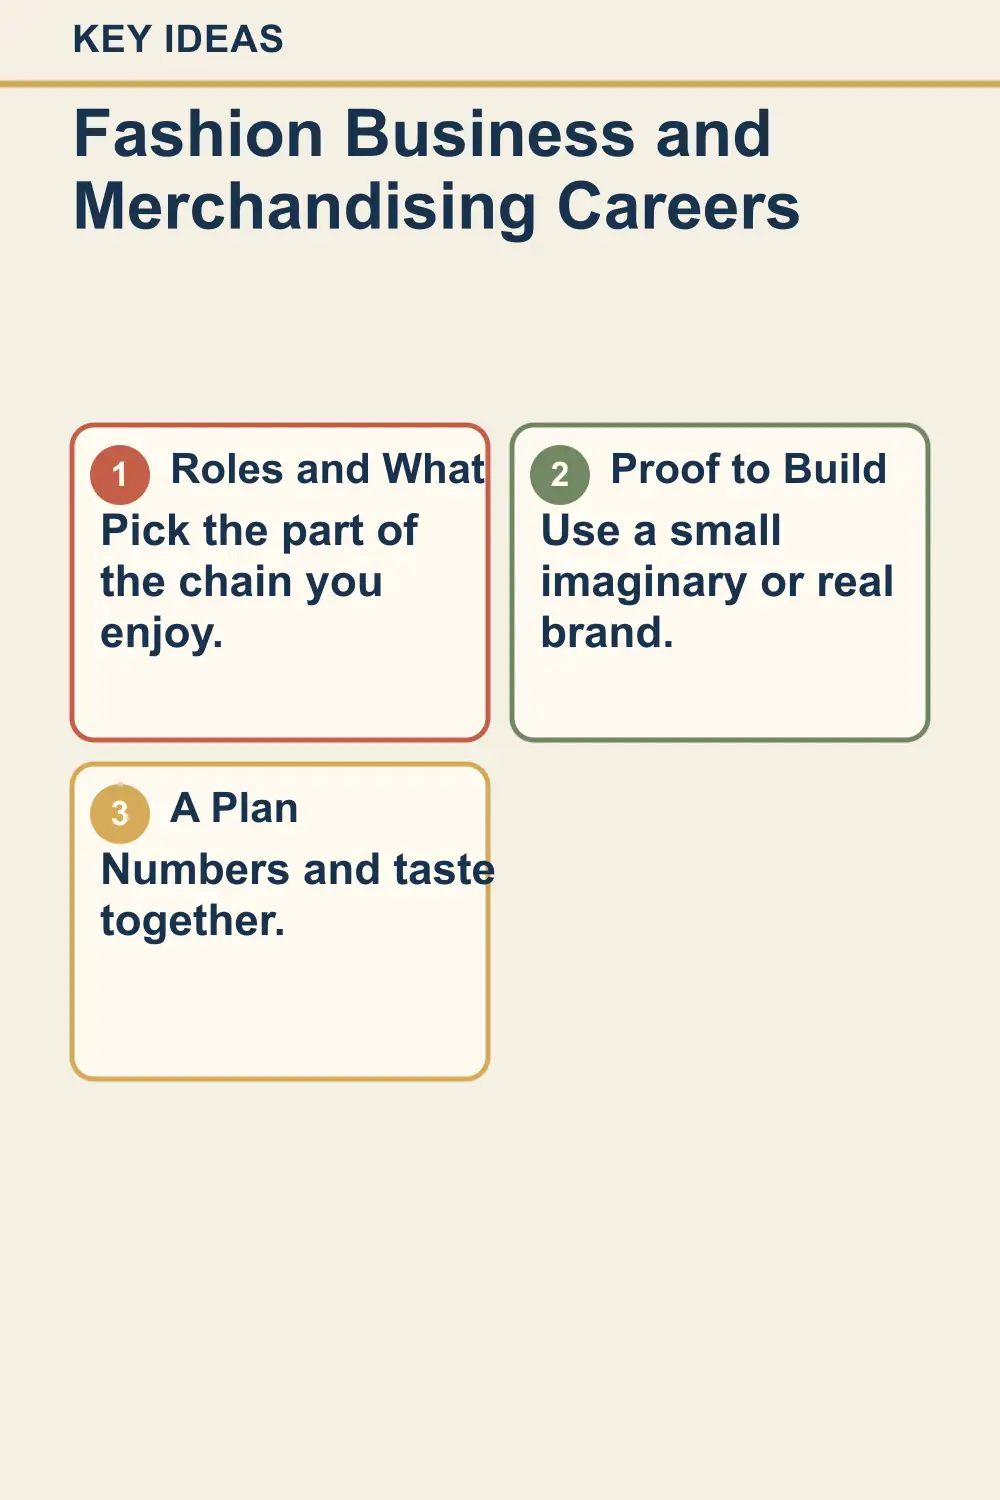 KEY IDEAS
Fashion Business and
Merchandising Careers
1
Roles and What
Pick the part of
the chain you
enjoy.
2
Proof to Build
Use a small
imaginary or real
brand.
3
A Plan
Numbers and taste
together.